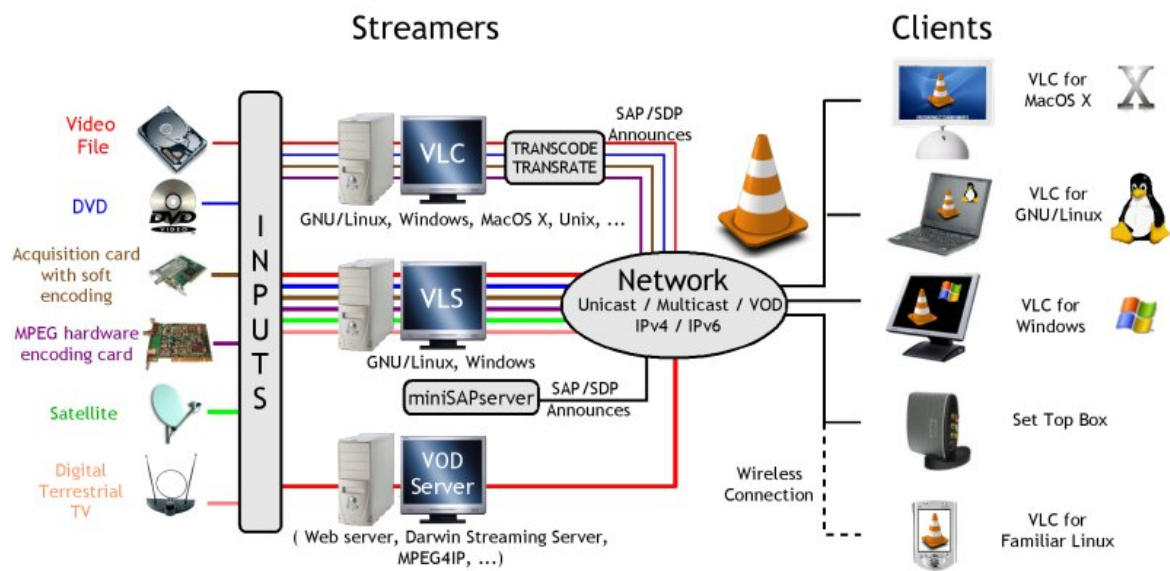 Streamers
Clients
Video
File
DVD
DVD
VIDEO
Acquisition card
with soft
encoding
MPEG hardware
encoding card
Satellite
Digital
Terrestrial
TV
INPUTS
VLC
TRANSCODE
TRANSRATE
SAP/SDP
Announces
GNU/Linux, Windows, MacOS X, Unix, ...
VLS
GNU/Linux, Windows
Network
Unicast / Multicast / VOD
IPv4 / IPv6
miniSAPserver
SAP/SDP
Announces
VOD
Server
( Web server, Darwin Streaming Server,
MPEG4IP, ...)
Wireless
Connection
VLC for
MacOS X
X
VLC for
GNU/Linux
VLC for
Windows
Set Top Box
VLC for
Familiar Linux